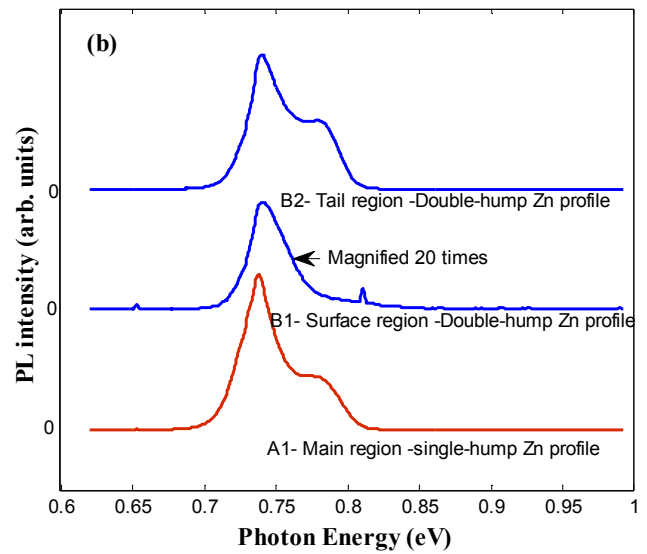 (b)
PL intensity (arb. units)
0
B2- Tail region -Double-hump Zn profile
Magnified 20 times
0
B1- Surface region -Double-hump Zn profile
0
A1- Main region -single-hump Zn profile
0.6 0.65 0.7 0.75 0.8 0.85 0.9 0.95 1
Photon Energy (eV)